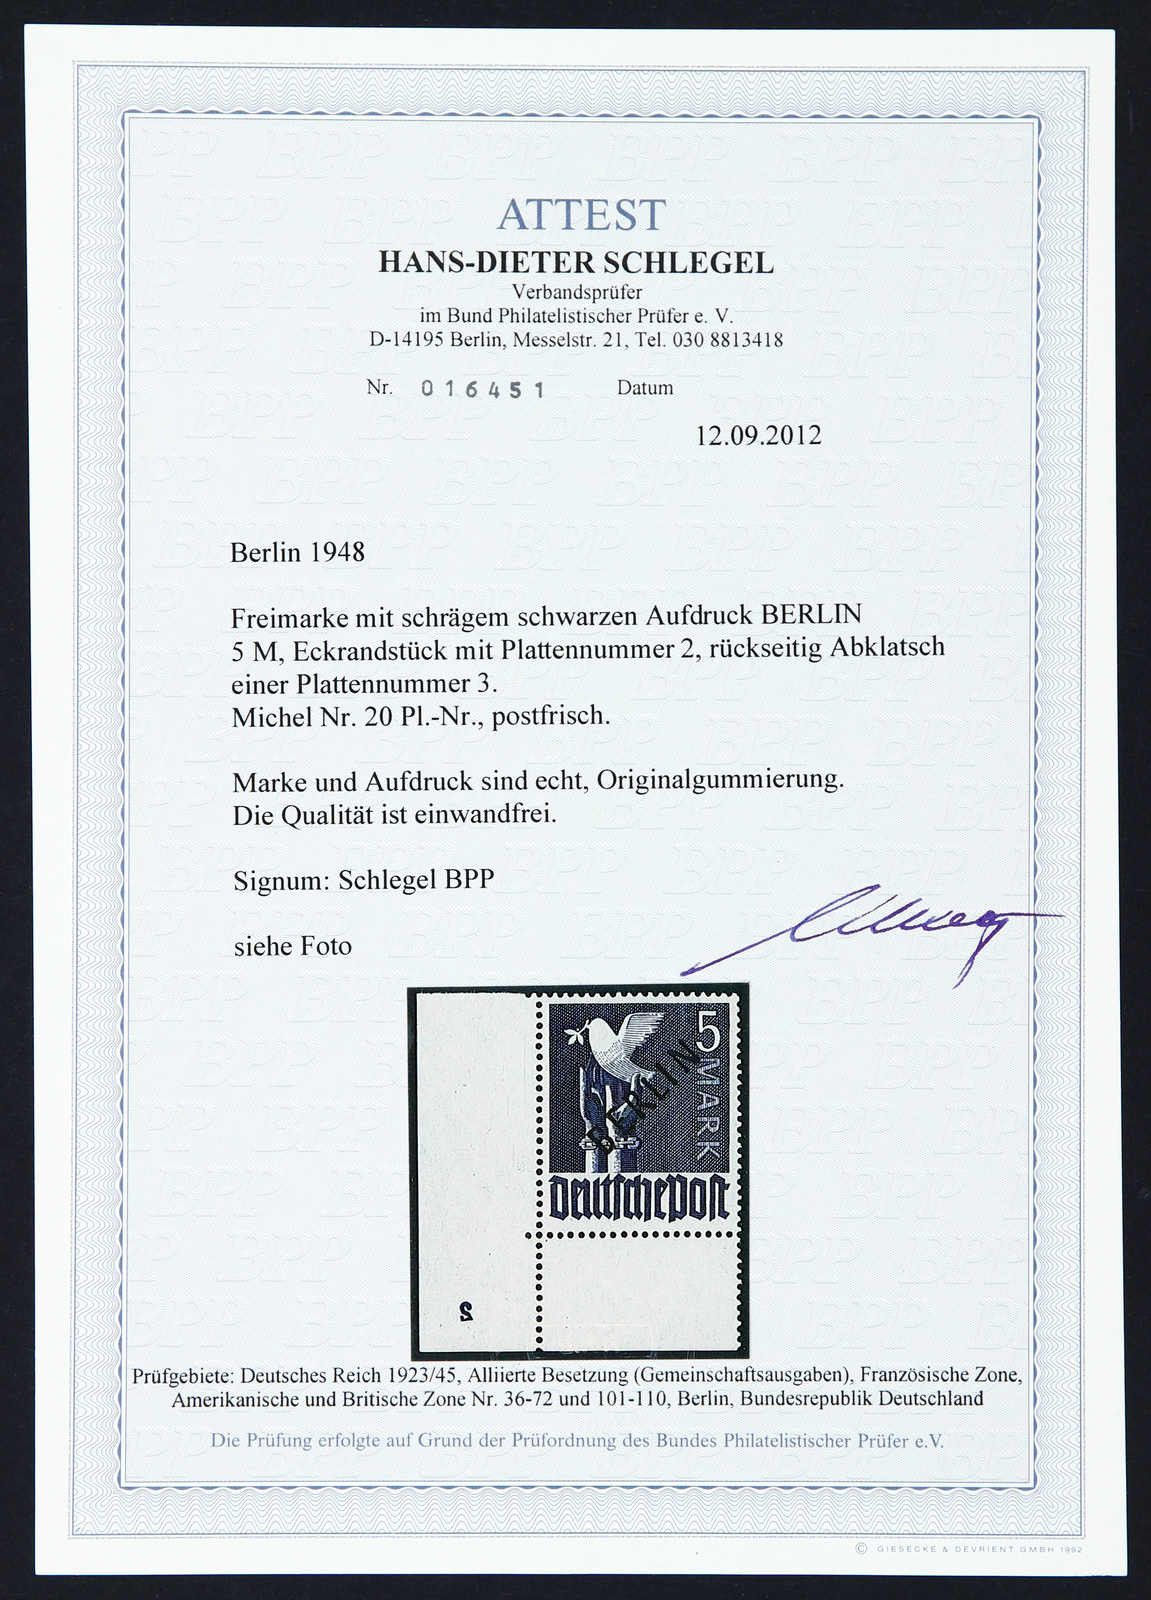 ATTEST
HANS-DIETER SCHLEGEL
Verbandsprüfer
im Bund Philatelistischer Prüfer e. V.
D-14195 Berlin, Messelstr. 21, Tel. 030 8813418
Nr. 016451 Datum
12.09.2012
Berlin 1948
Freimarke mit schrägem schwarzen Aufdruck BERLIN
5 M, Eckrandstück mit Plattennummer 2, rückseitig Abklatsch
einer Plattennummer 3.
Michel Nr. 20 Pl.-Nr., postfrisch.
Marke und Aufdruck sind echt, Originalgummierung.
Die Qualität ist einwandfrei.
Signum: Schlegel BPP
siehe Foto
5 MARK
BERLIN
Deutsche Post
2
Prüfgebiete: Deutsches Reich 1923/45, Alliierte Besetzung (Gemeinschaftsausgaben), Französische Zone,
Amerikanische und Britische Zone Nr. 36-72 und 101-110, Berlin, Bundesrepublik Deutschland
Die Prüfung erfolgte auf Grund der Prüfordnung des Bundes Philatelistischer Prüfer e.V.
© GIESECKE & DEVRIENT GMBH 1992